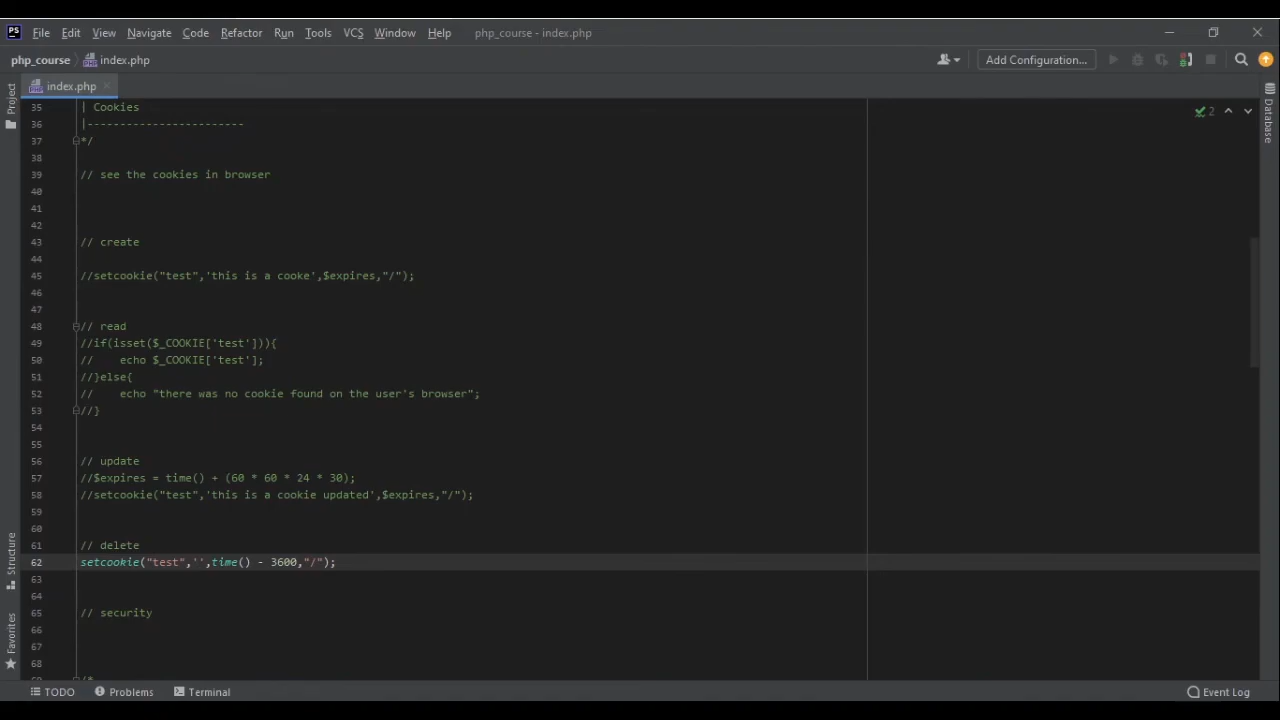 PS File Edit View Navigate Code Refactor Run Tools VCS Window Help php_course - index.php
php_course index.php Add Configuration...
index.php
Project
Database
2
35 | Cookies
36 |------------------------
37 */
38
39 // see the cookies in browser
40
41
42
43 // create
44
45 //setcookie("test",'this is a cooke',$expires,"/");
46
47
48 // read
49 //if(isset($_COOKIE['test'])){
50 //    echo $_COOKIE['test'];
51 //}else{
52 //    echo "there was no cookie found on the user's browser";
53 //}
54
55
56 // update
57 //$expires = time() + (60 * 60 * 24 * 30);
58 //setcookie("test",'this is a cookie updated',$expires,"/");
59
60
61 // delete
62 setcookie("test",'',time() - 3600,"/");
63
64
65 // security
66
67
68
Structure
Favorites
TODO Problems Terminal Event Log